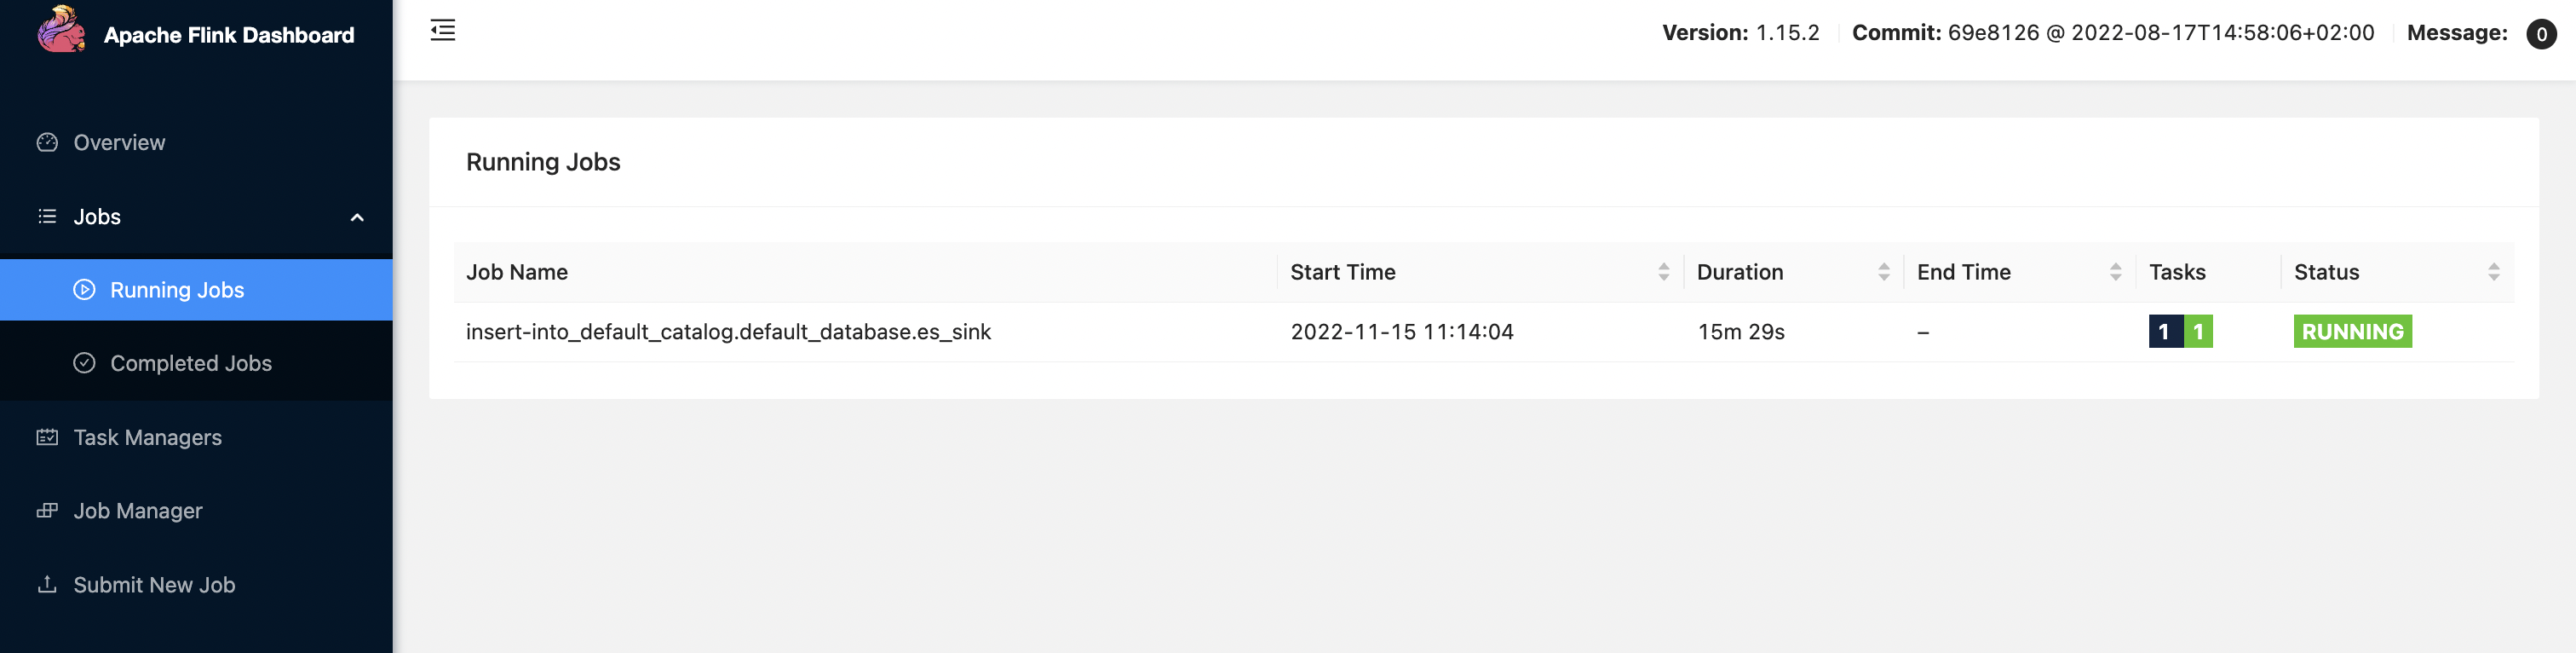 Apache Flink Dashboard
Version: 1.15.2 Commit: 69e8126 @ 2022-08-17T14:58:06+02:00 Message: 0
Overview
Jobs
Running Jobs
Completed Jobs
Task Managers
Job Manager
Submit New Job
Running Jobs
Job Name Start Time Duration End Time Tasks Status
insert-into_default_catalog.default_database.es_sink 2022-11-15 11:14:04 15m 29s – 1 1 RUNNING